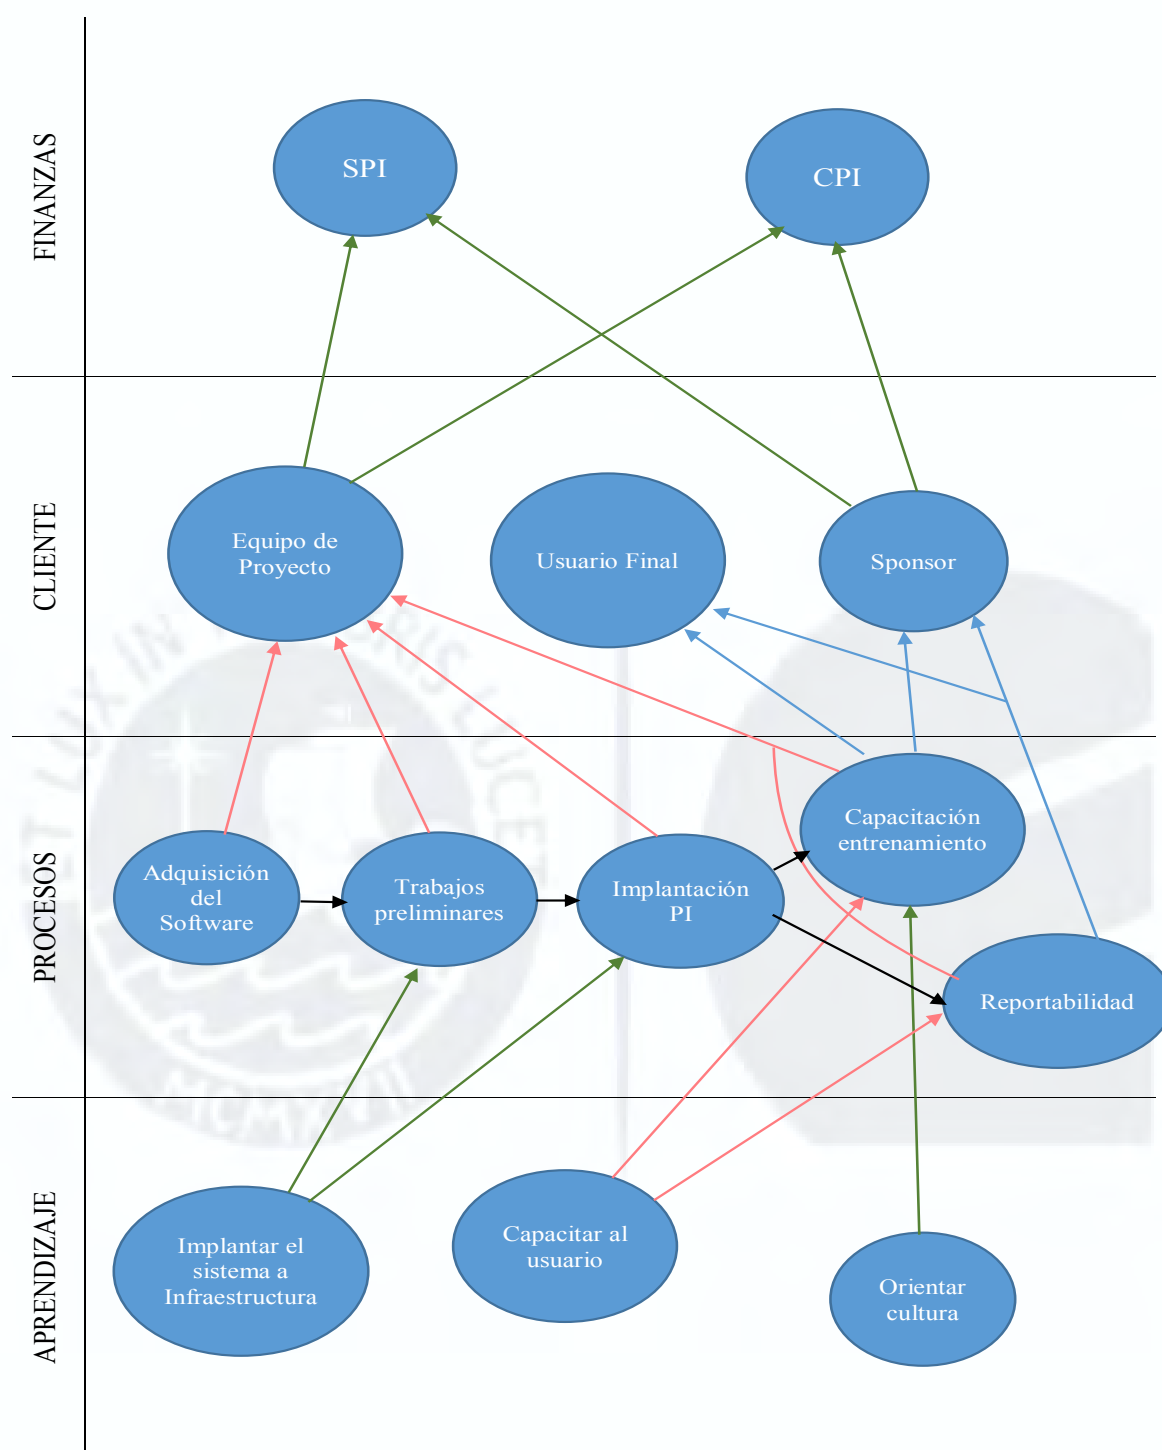 FINANZAS
SPI
CPI
CLIENTE
Equipo de
Proyecto
Usuario Final
Sponsor
PROCESOS
Adquisición
del
Software
Trabajos
preliminares
Implantación
PI
Capacitación
entrenamiento
Reportabilidad
APRENDIZAJE
Implantar el
sistema a
Infraestructura
Capacitar al
usuario
Orientar
cultura
MCMXVII